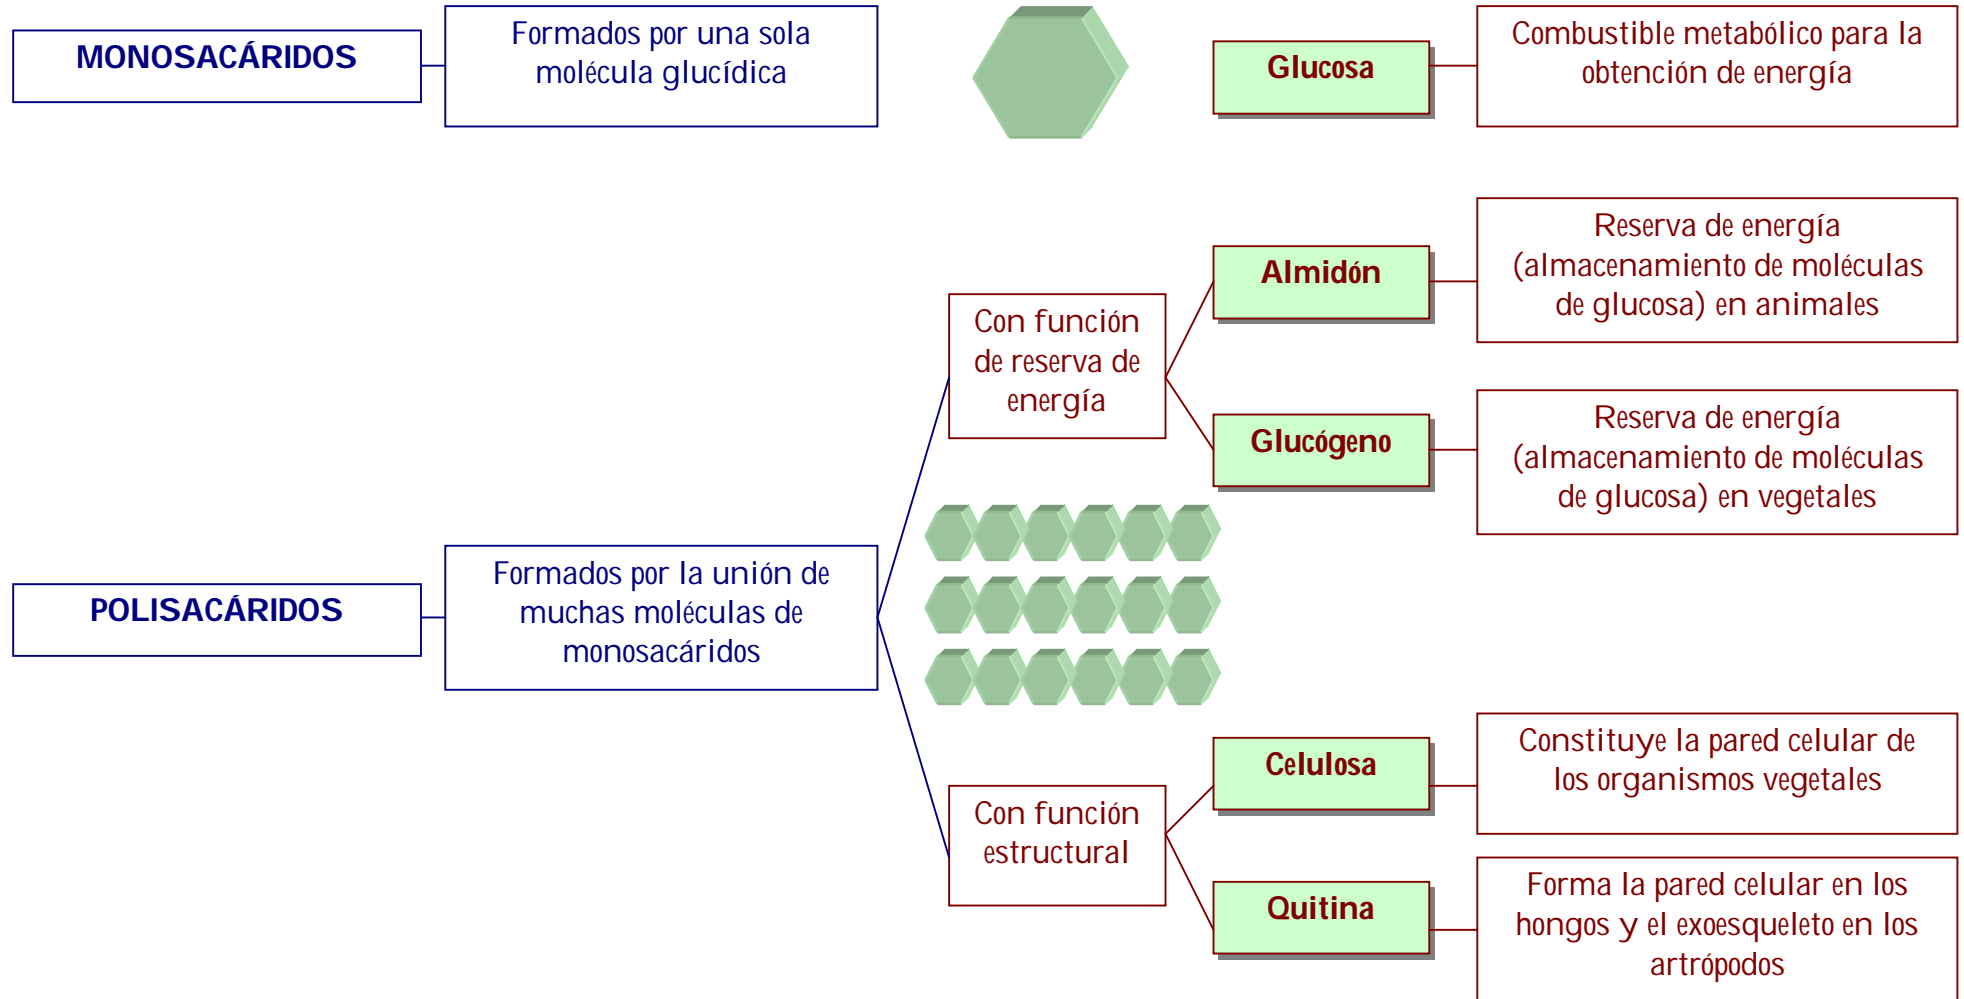 MONOSACÁRIDOS
Formados por una sola
molécula glucídica
Glucosa
Combustible metabólico para la
obtención de energía
Almidón
Reserva de energía
(almacenamiento de moléculas
de glucosa) en animales
Con función
de reserva de
energía
Glucógeno
Reserva de energía
(almacenamiento de moléculas
de glucosa) en vegetales
POLISACÁRIDOS
Formados por la unión de
muchas moléculas de
monosacáridos
Celulosa
Constituye la pared celular de
los organismos vegetales
Con función
estructural
Quitina
Forma la pared celular en los
hongos y el exoesqueleto en los
artrópodos